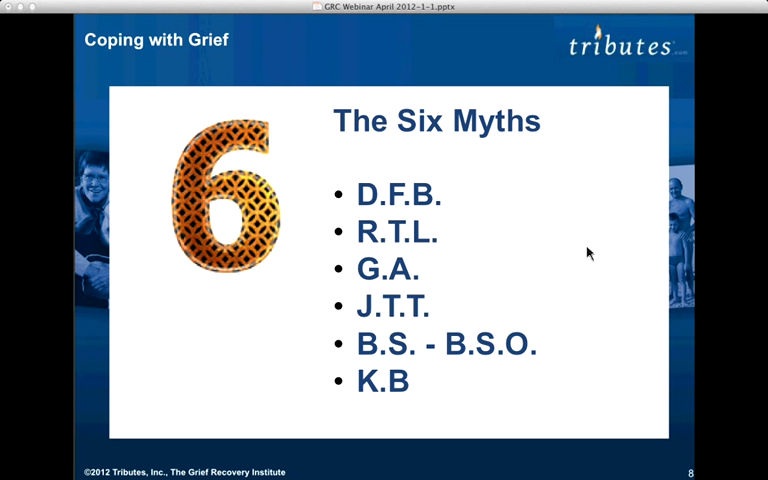 GRC Webinar April 2012-1-1.pptx
Coping with Grief
tributes.com
6
The Six Myths
• D.F.B.
• R.T.L.
• G.A.
• J.T.T.
• B.S. - B.S.O.
• K.B
©2012 Tributes, Inc., The Grief Recovery Institute
8